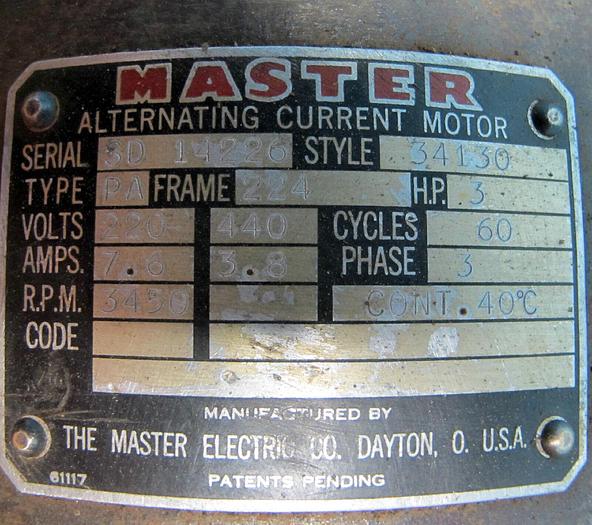 MASTER
ALTERNATING CURRENT MOTOR
SERIAL SD 14226 STYLE 34130
TYPE PA FRAME 224 H.P. 3
VOLTS 220 440 CYCLES 60
AMPS. 7.6 3.8 PHASE 3
R.P.M. 3450 CONT. 40°C
CODE
MANUFACTURED BY
THE MASTER ELECTRIC CO. DAYTON, O. U.S.A.
61117 PATENTS PENDING